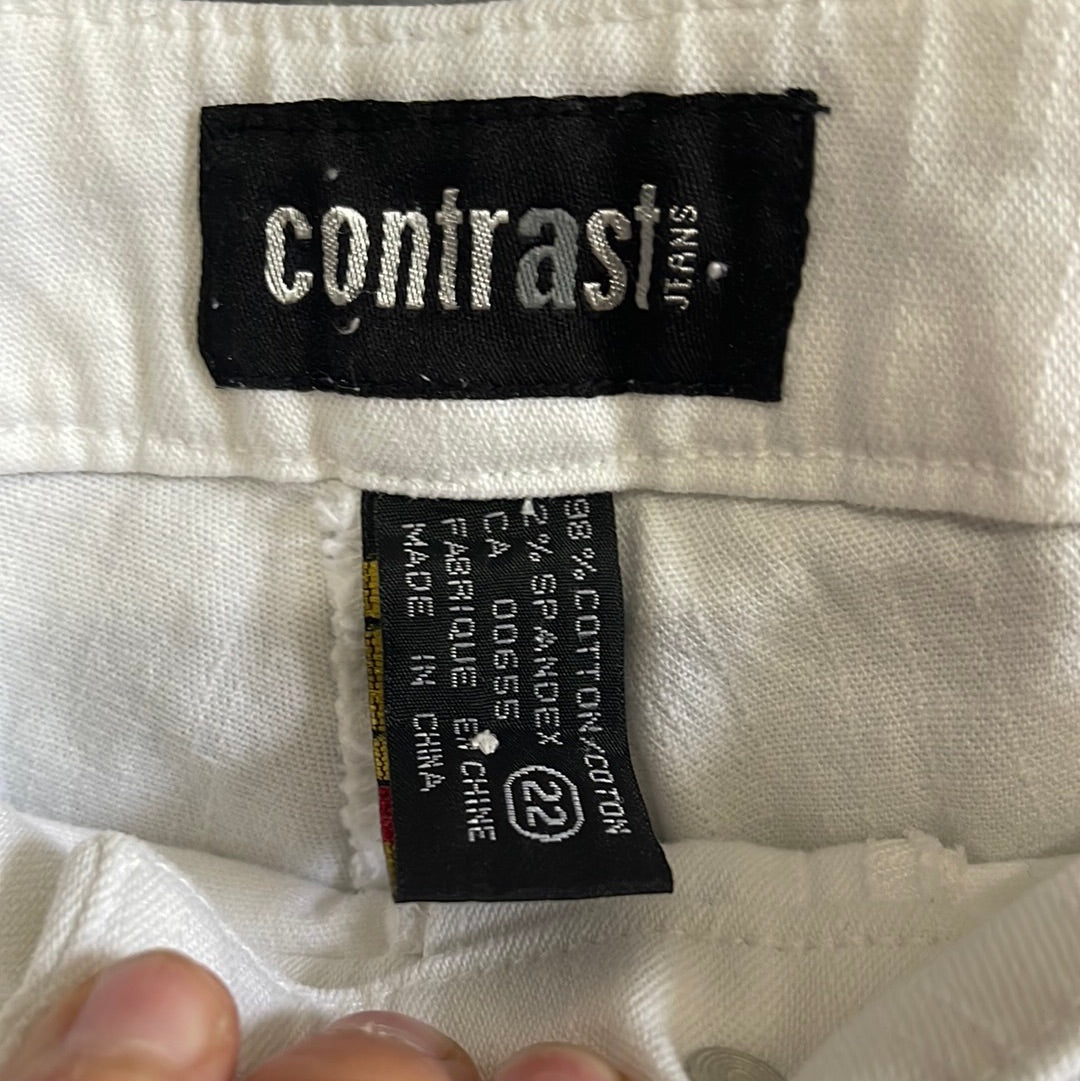 contrast
JEANS
98% COTTON/COTON
2% SPANDEX
22
CA 00655
FABRIQUE EN CHINE
MADE IN CHINA